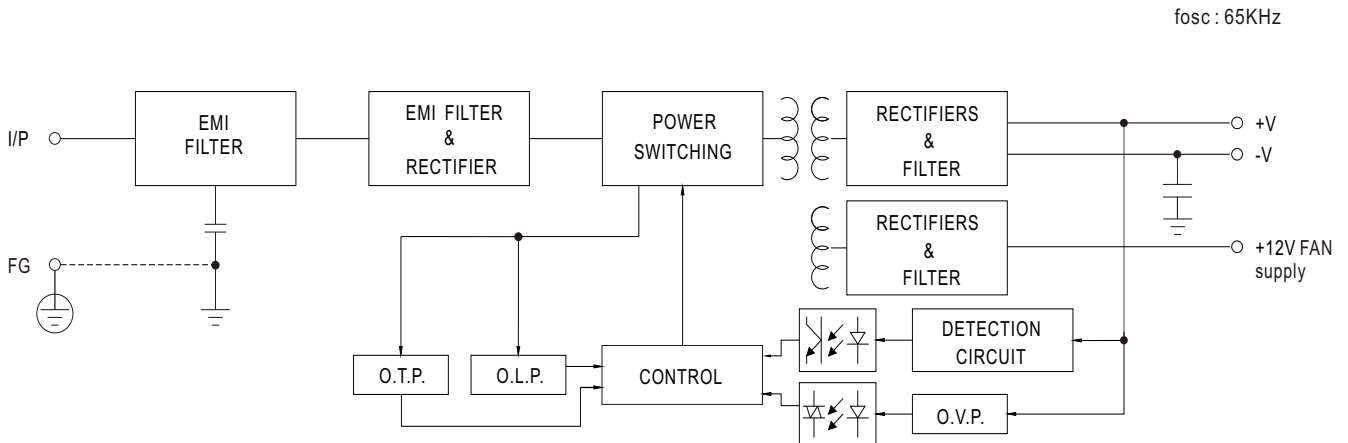 fosc : 65KHz
I/P
EMI
FILTER
EMI FILTER
&
RECTIFIER
POWER
SWITCHING
RECTIFIERS
&
FILTER
+V
-V
RECTIFIERS
&
FILTER
+12V FAN
supply
FG
DETECTION
CIRCUIT
O.T.P.
O.L.P.
CONTROL
O.V.P.